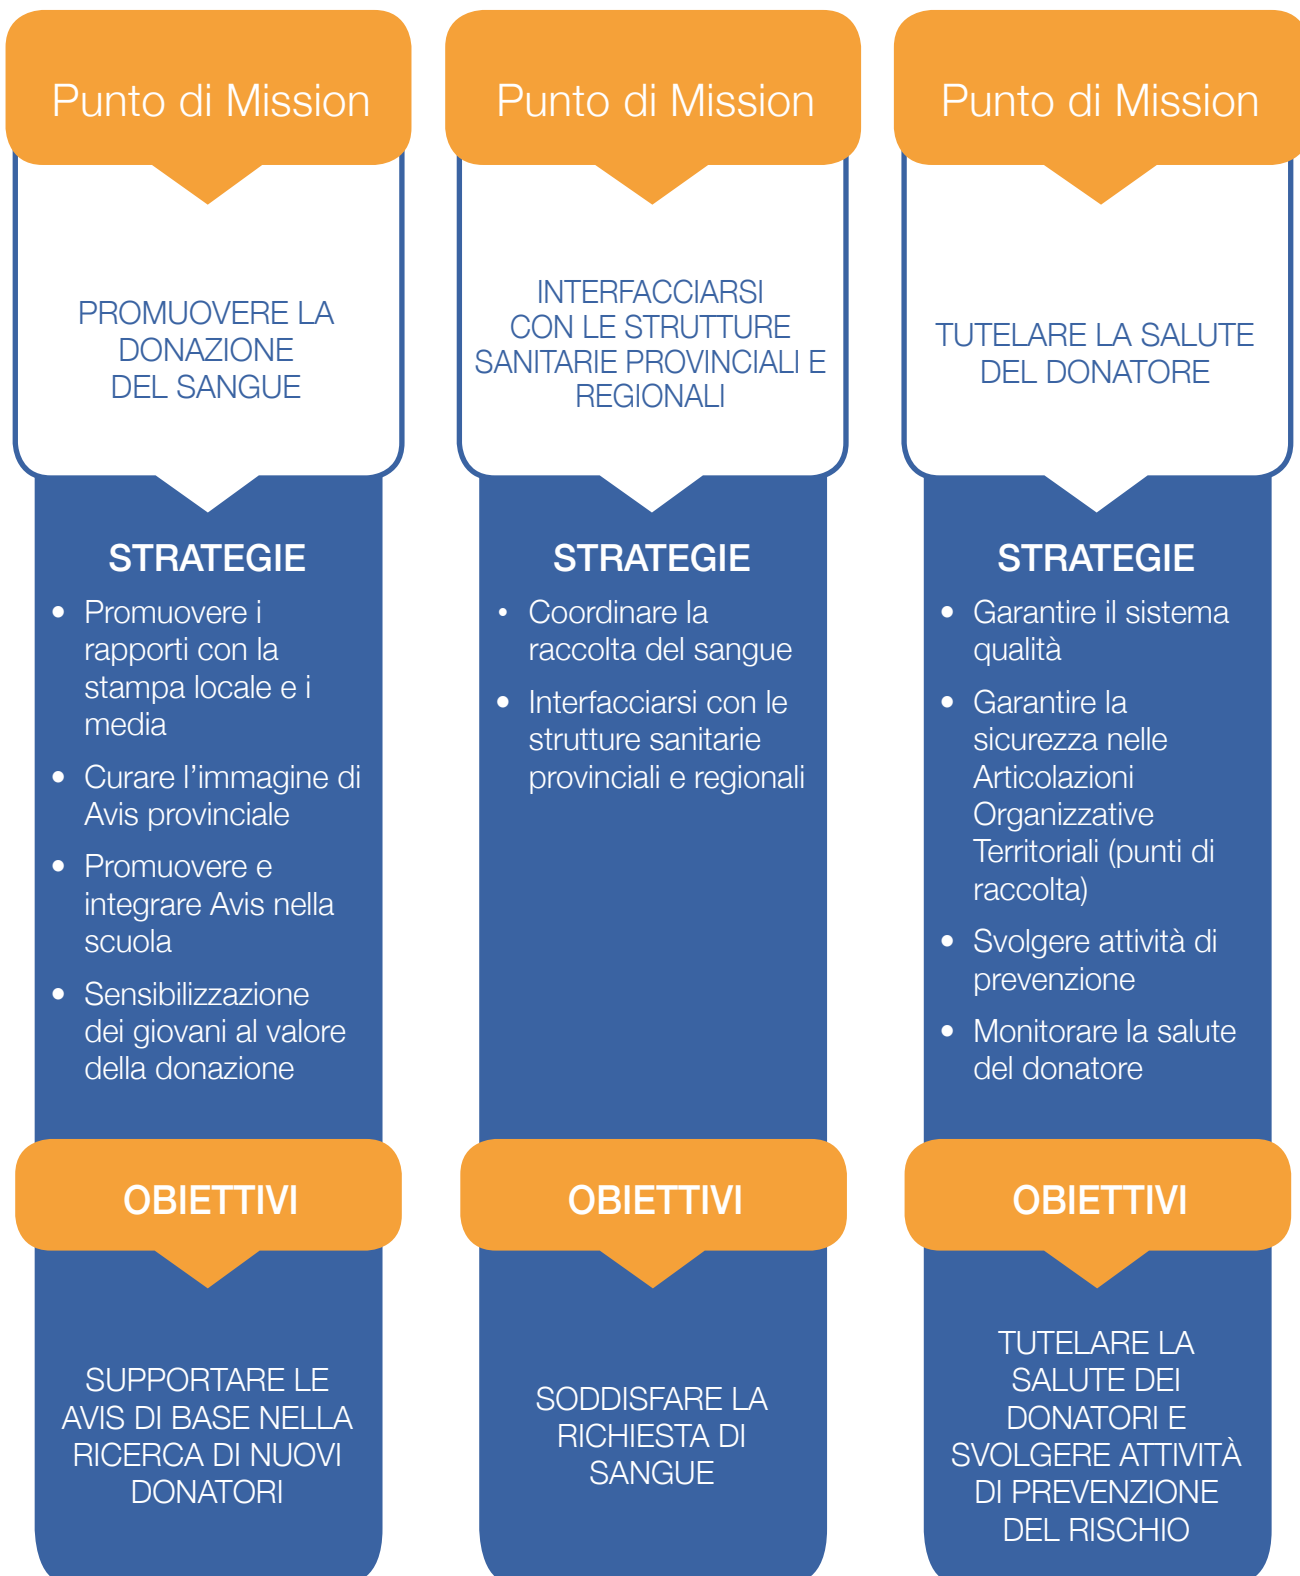 Punto di Mission
PROMUOVERE LA
DONAZIONE
DEL SANGUE
STRATEGIE
• Promuovere i
rapporti con la
stampa locale e i
media
• Curare l’immagine di
Avis provinciale
• Promuovere e
integrare Avis nella
scuola
• Sensibilizzazione
dei giovani al valore
della donazione
OBIETTIVI
SUPPORTARE LE
AVIS DI BASE NELLA
RICERCA DI NUOVI
DONATORI
Punto di Mission
INTERFACCIARSI
CON LE STRUTTURE
SANITARIE PROVINCIALI E
REGIONALI
STRATEGIE
• Coordinare la
raccolta del sangue
• Interfacciarsi con le
strutture sanitarie
provinciali e regionali
OBIETTIVI
SODDISFARE LA
RICHIESTA DI
SANGUE
Punto di Mission
TUTELARE LA SALUTE
DEL DONATORE
STRATEGIE
• Garantire il sistema
qualità
• Garantire la
sicurezza nelle
Articolazioni
Organizzative
Territoriali (punti di
raccolta)
• Svolgere attività di
prevenzione
• Monitorare la salute
del donatore
OBIETTIVI
TUTELARE LA
SALUTE DEI
DONATORI E
SVOLGERE ATTIVITÀ
DI PREVENZIONE
DEL RISCHIO